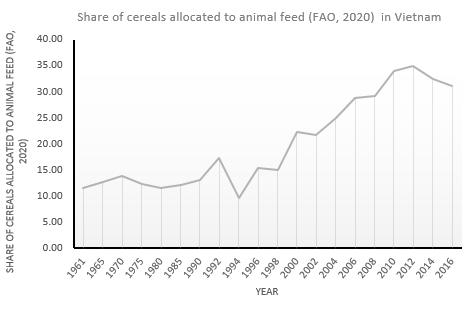 Share of cereals allocated to animal feed (FAO, 2020)  in Vietnam
SHARE OF CEREALS ALLOCATED TO ANIMAL FEED (FAO,
2020)
40.00
35.00
30.00
25.00
20.00
15.00
10.00
5.00
0.00
1961 1965 1970 1975 1980 1985 1990 1992 1994 1996 1998 2000 2002 2004 2006 2008 2010 2012 2014 2016
YEAR